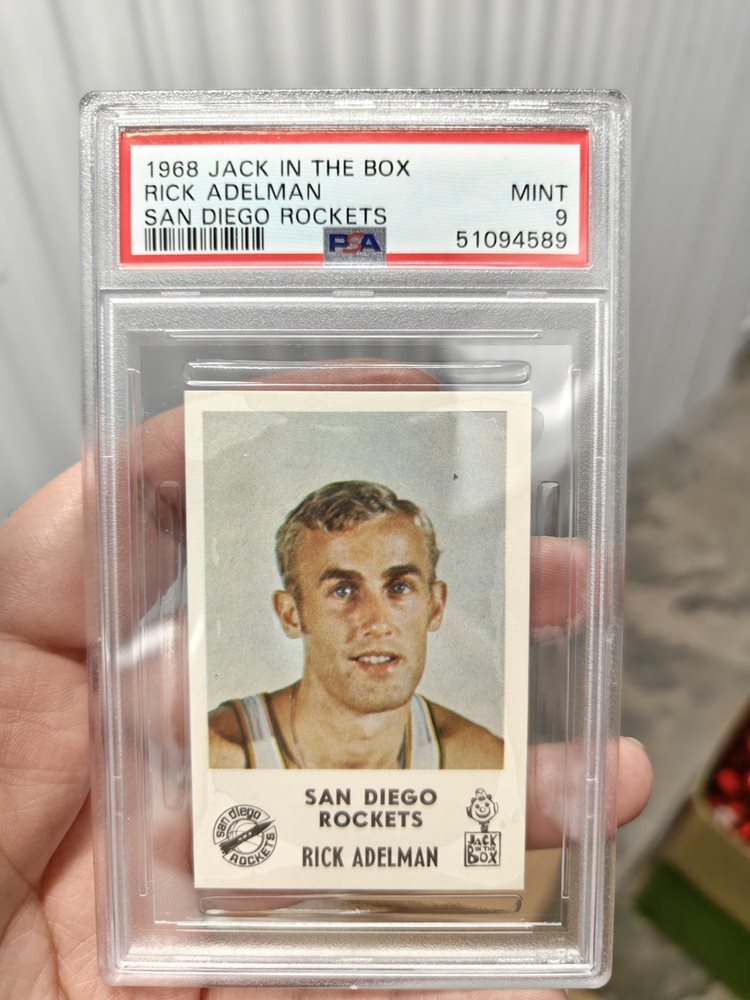 1968 JACK IN THE BOX
RICK ADELMAN MINT
SAN DIEGO ROCKETS 9
PSA 51094589
SAN DIEGO
ROCKETS
RICK ADELMAN
san diego
ROCKETS
JACK
IN THE
BOX